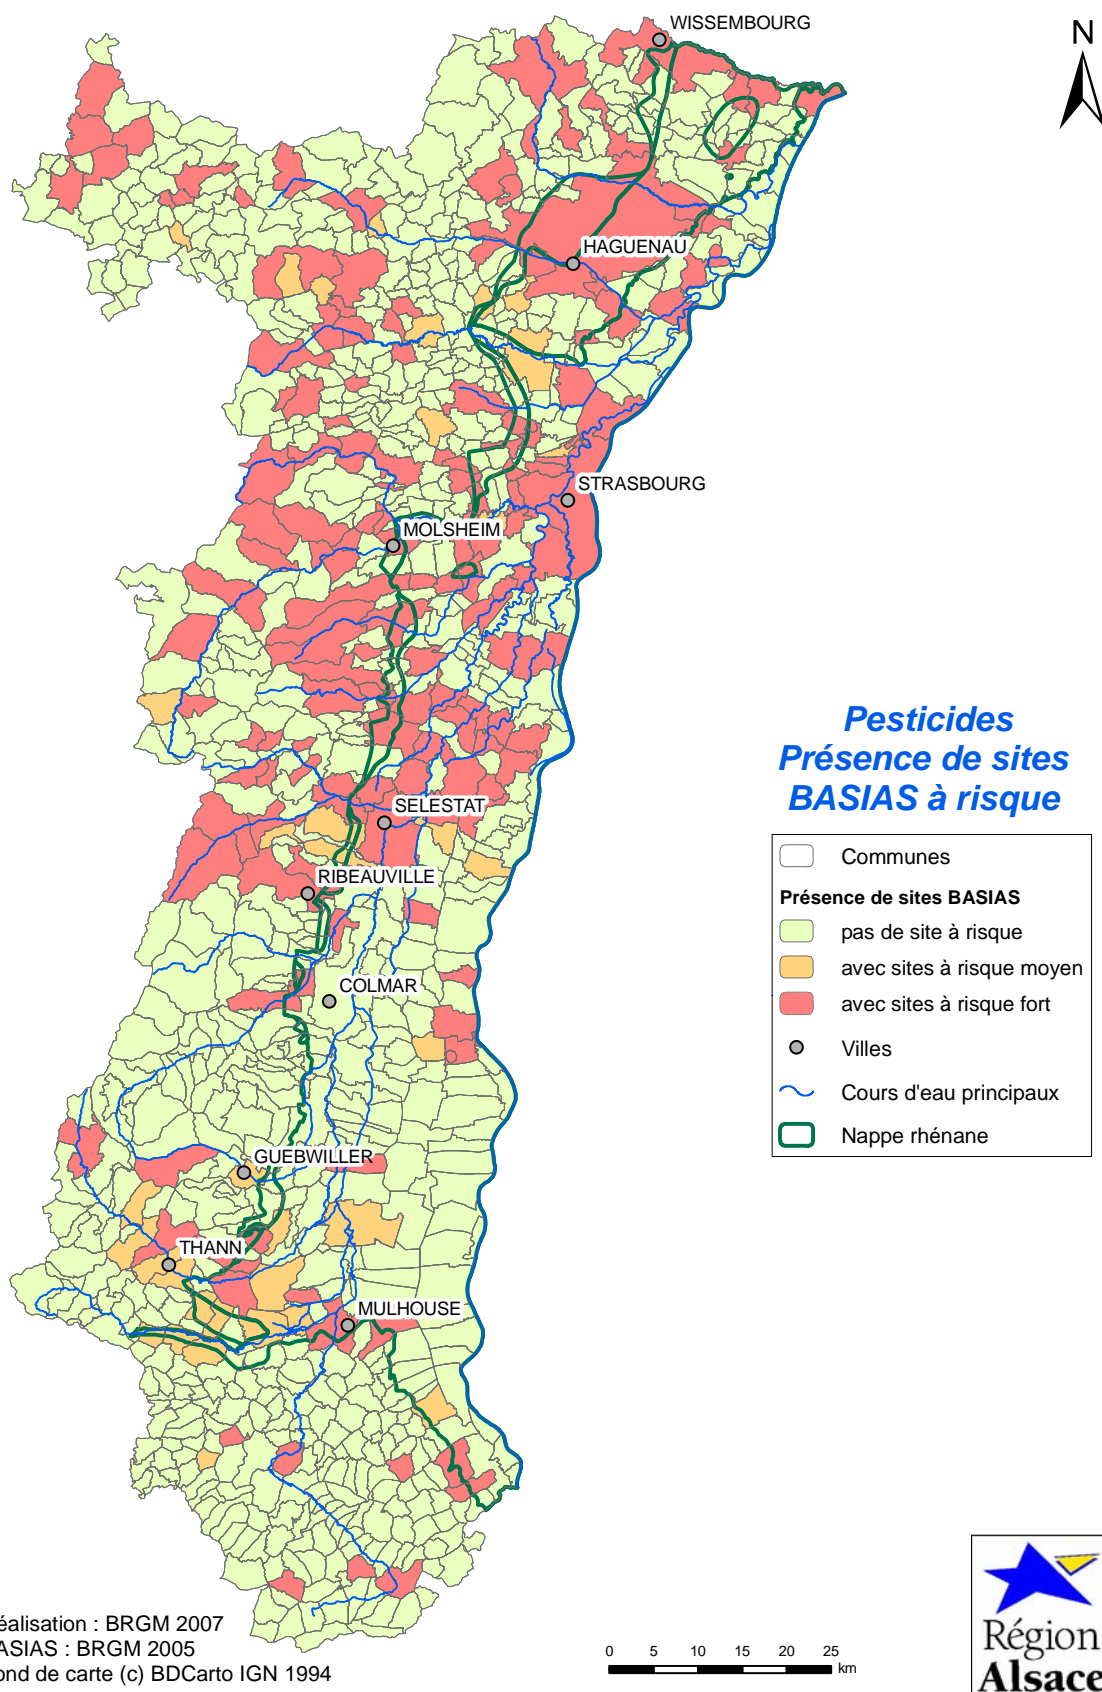 WISSEMBOURG
N
HAGUENAU
STRASBOURG
MOLSHEIM
SELESTAT
RIBEAUVILLE
COLMAR
GUEBWILLER
THANN
MULHOUSE
Pesticides
Présence de sites
BASIAS à risque
Communes
Présence de sites BASIAS
pas de site à risque
avec sites à risque moyen
avec sites à risque fort
Villes
Cours d'eau principaux
Nappe rhénane
éalisation : BRGM 2007
ASIAS : BRGM 2005
ond de carte (c) BDCarto IGN 1994
0 5 10 15 20 25
km
Région
Alsace